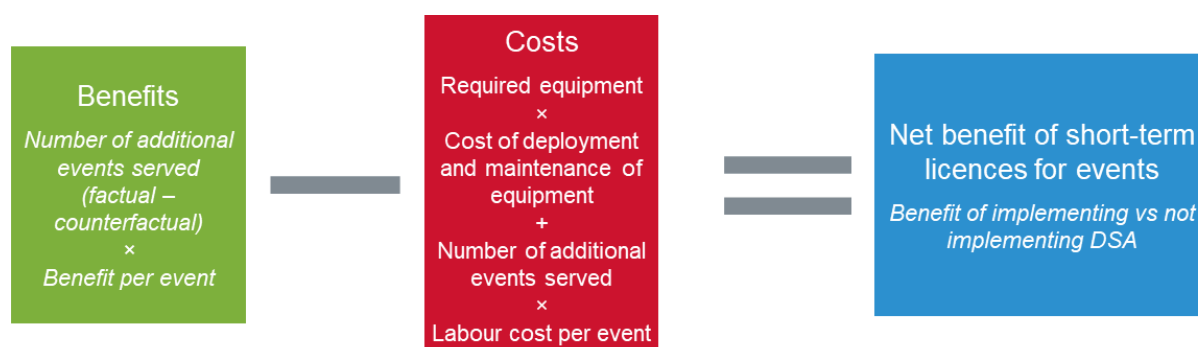 Benefits
Number of additional
events served
(factual –
counterfactual)
×
Benefit per event
Costs
Required equipment
×
Cost of deployment
and maintenance of
equipment
+
Number of additional
events served
×
Labour cost per event
Net benefit of short-term
licences for events
Benefit of implementing vs not
implementing DSA